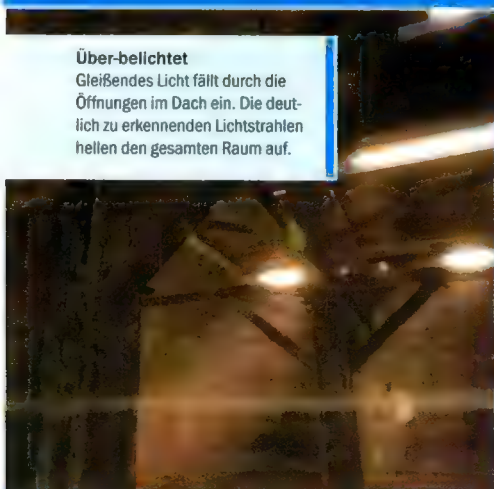 Über-belichtet
Gleißendes Licht fällt durch die
Öffnungen im Dach ein. Die deut-
lich zu erkennenden Lichtstrahlen
hellen den gesamten Raum auf.